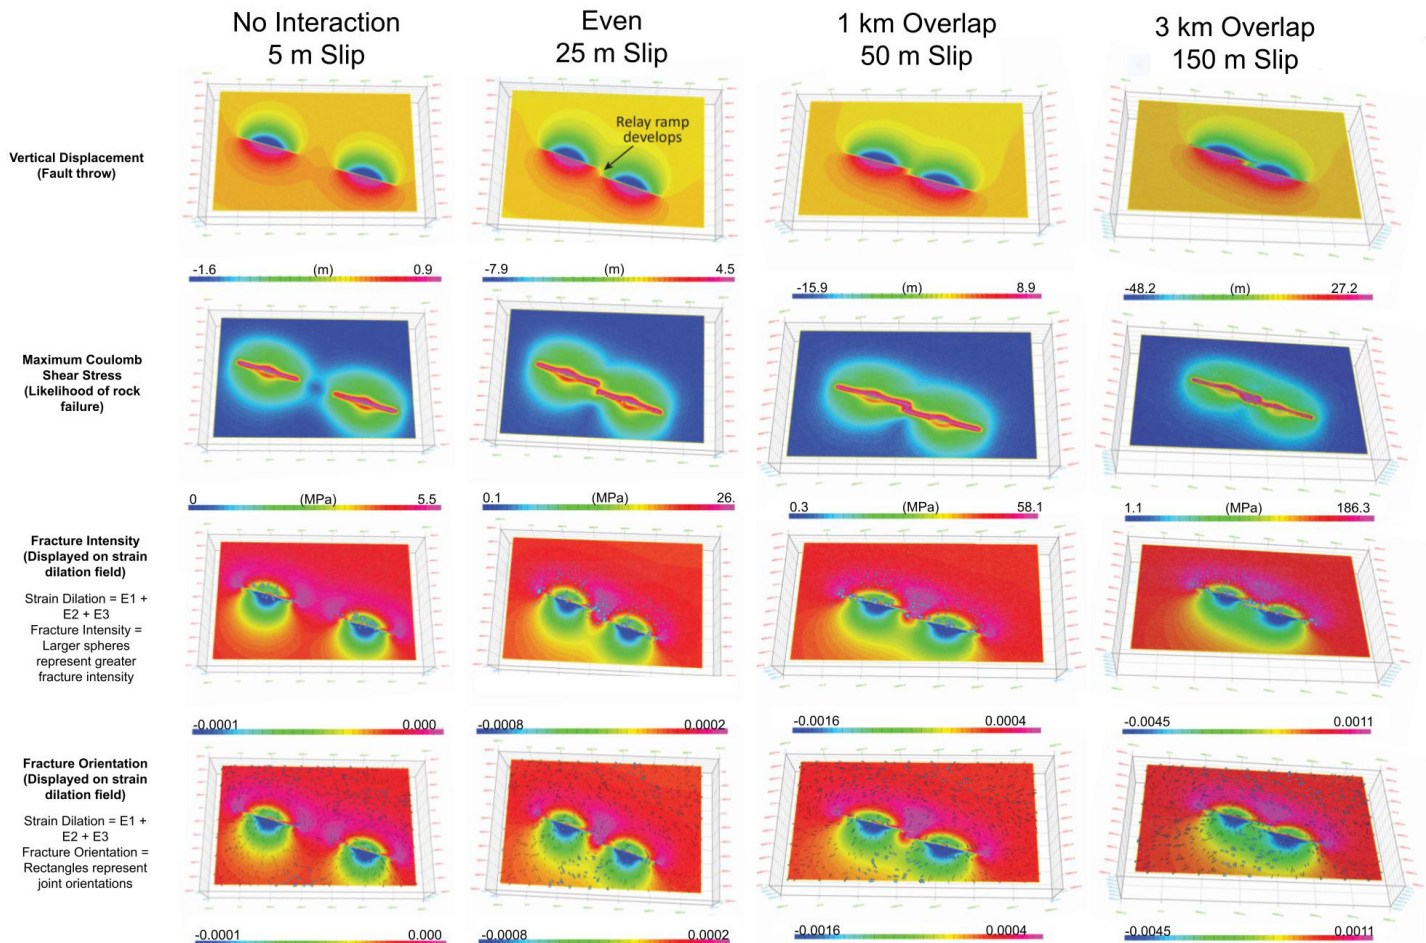 No Interaction
5 m Slip
Even
25 m Slip
1 km Overlap
50 m Slip
3 km Overlap
150 m Slip
Vertical Displacement
(Fault throw)
Relay ramp
develops
-1.6 (m) 0.9
-7.9 (m) 4.5
-15.9 (m) 8.9
-48.2 (m) 27.2
Maximum Coulomb
Shear Stress
(Likelihood of rock
failure)
0 (MPa) 5.5
0.1 (MPa) 26.
0.3 (MPa) 58.1
1.1 (MPa) 186.3
Fracture Intensity
(Displayed on strain
dilation field)
Strain Dilation = E1 +
E2 + E3
Fracture Intensity =
Larger spheres
represent greater
fracture intensity
-0.0001 0.000
-0.0008 0.0002
-0.0016 0.0004
-0.0045 0.0011
Fracture Orientation
(Displayed on strain
dilation field)
Strain Dilation = E1 +
E2 + E3
Fracture Orientation =
Rectangles represent
joint orientations
-0.0001 0.000
-0.0008 0.0002
-0.0016 0.0004
-0.0045 0.0011